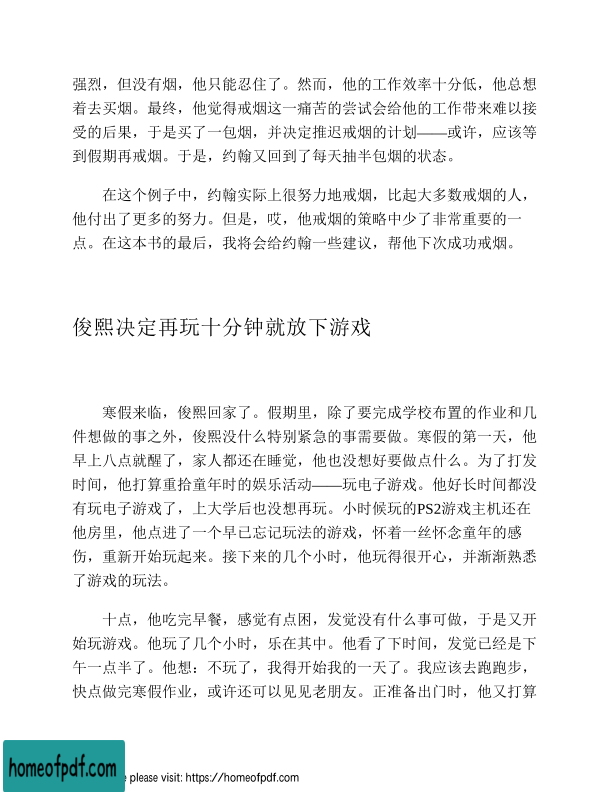 强烈，但没有烟，他只能忍住了。然而，他的工作效率十分低，他总想
着去买烟。最终，他觉得戒烟这一痛苦的尝试会给他的工作带来难以接
受的后果，于是买了一包烟，并决定推迟戒烟的计划——或许，应该等
到假期再戒烟。于是，约翰又回到了每天抽半包烟的状态。
在这个例子中，约翰实际上很努力地戒烟，比起大多数戒烟的人，
他付出了更多的努力。但是，哎，他戒烟的策略中少了非常重要的一
点。在这本书的最后，我将会给约翰一些建议，帮他下次成功戒烟。
俊熙决定再玩十分钟就放下游戏
寒假来临，俊熙回家了。假期里，除了要完成学校布置的作业和几
件想做的事之外，俊熙没什么特别紧急的事需要做。寒假的第一天，他
早上八点就醒了，家人都还在睡觉，他也没想好要做点什么。为了打发
时间，他打算重拾童年时的娱乐活动——玩电子游戏。他好长时间都没
有玩电子游戏了，上大学后也没想再玩。小时候玩的PS2游戏主机还在
他房里，他点进了一个早已忘记玩法的游戏，怀着一丝怀念童年的感
伤，重新开始玩起来。接下来的几个小时，他玩得很开心，并渐渐熟悉
了游戏的玩法。
十点，他吃完早餐，感觉有点困，发觉没有什么事可做，于是又开
始玩游戏。他玩了几个小时，乐在其中。他看了下时间，发觉已经是下
午一点半了。他想：不玩了，我得开始我的一天了。我应该去跑跑步，
快点做完寒假作业，或许还可以见见老朋友。正准备出门时，他又打算
homeofpdf.com
e please visit: https://homeofpdf.com